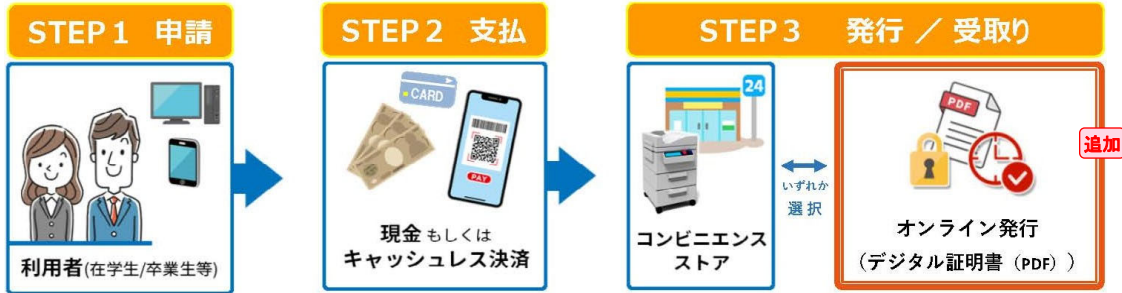 STEP1 申請
利用者(在学生/卒業生等)
STEP2 支払
CARD
PAY
現金 もしくは
キャッシュレス決済
STEP3 発行 / 受取り
24
コンビニエンス
ストア
いずれか
選択
PDF
追加
オンライン発行
(デジタル証明書 (PDF) )